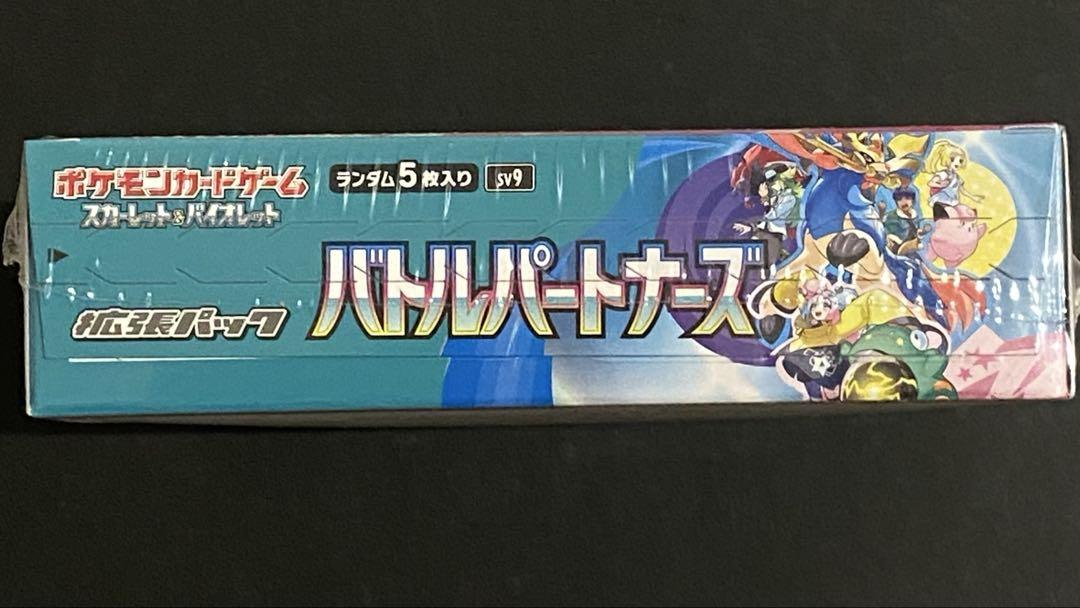 ポケモンカードゲーム
スカーレット&バイオレット
ランダム5枚入り sv9
拡張パック
バトルパートナーズ